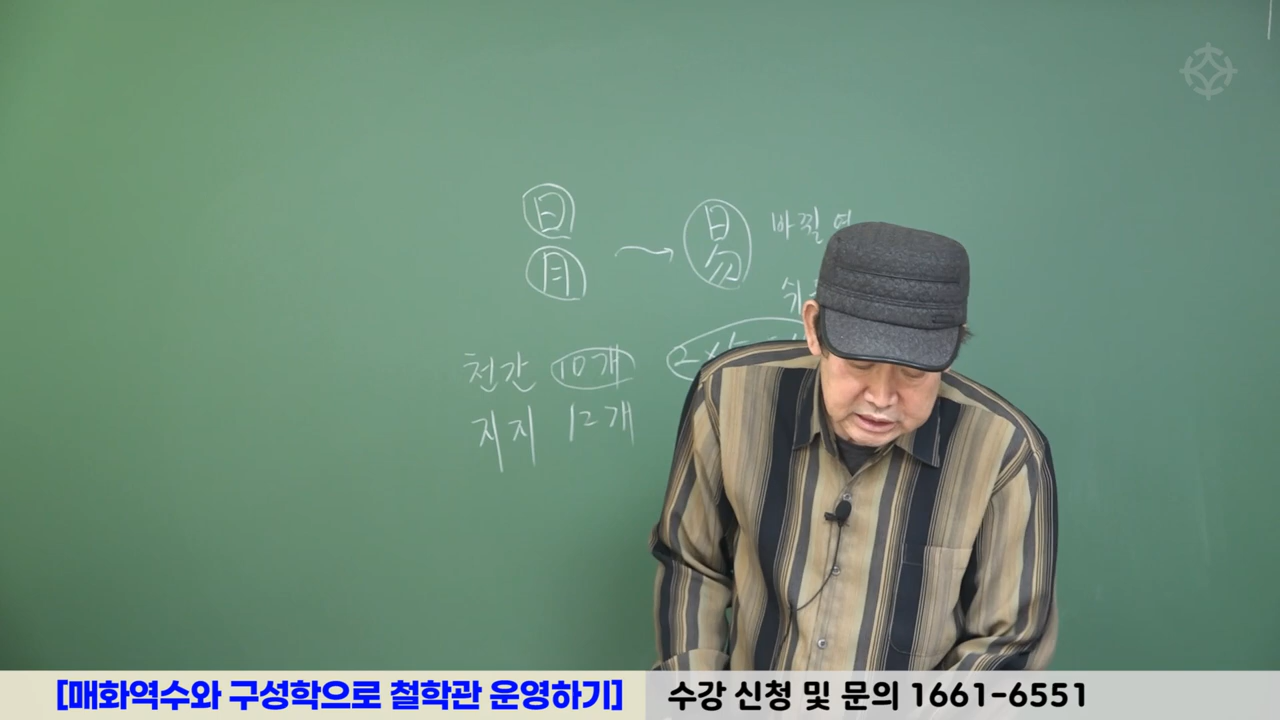 日
月
→ 易 바뀔 역
천간 10개
지지 12개
[매화역수와 구성학으로 철학관 운영하기] 수강 신청 및 문의 1661-6551